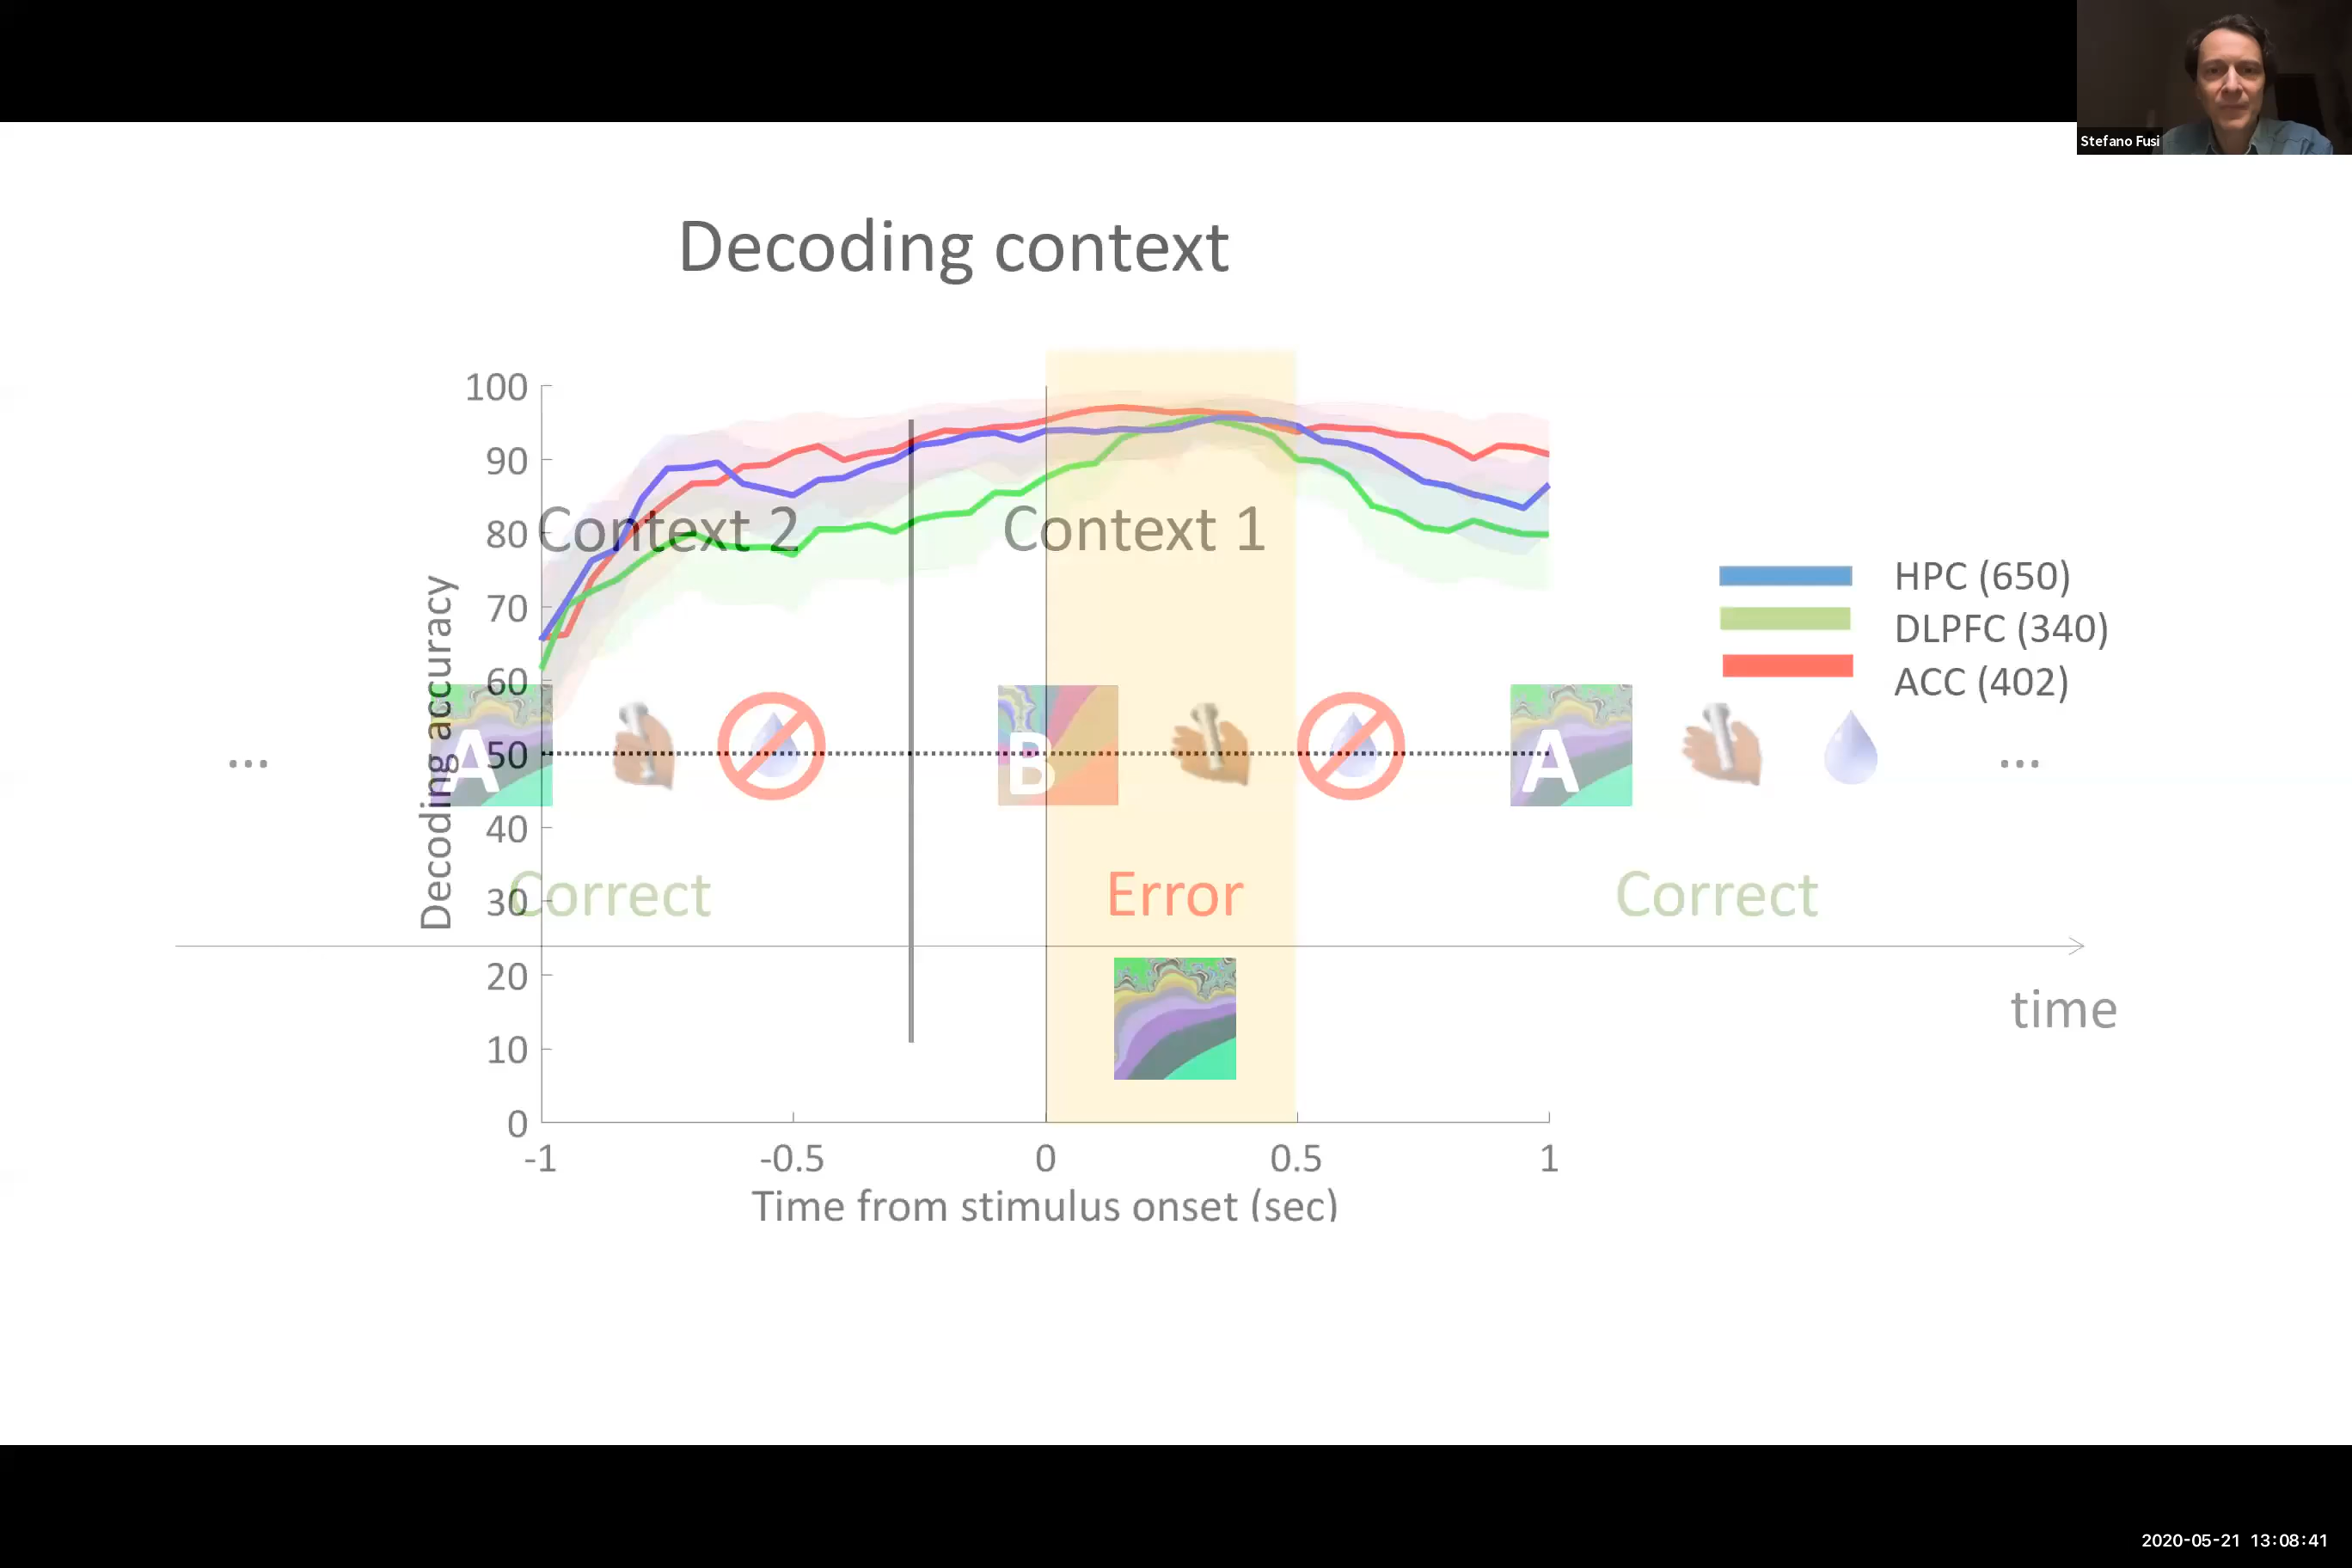 Stefano Fusi
Decoding context
100
90
80
70
60
50
40
30
20
10
0
Decoding accuracy
Context 2
Context 1
HPC (650)
DLPFC (340)
ACC (402)
...
A
B
A
...
Correct
Error
Correct
time
-1
-0.5
0
0.5
1
Time from stimulus onset (sec)
2020-05-21 13:08:41